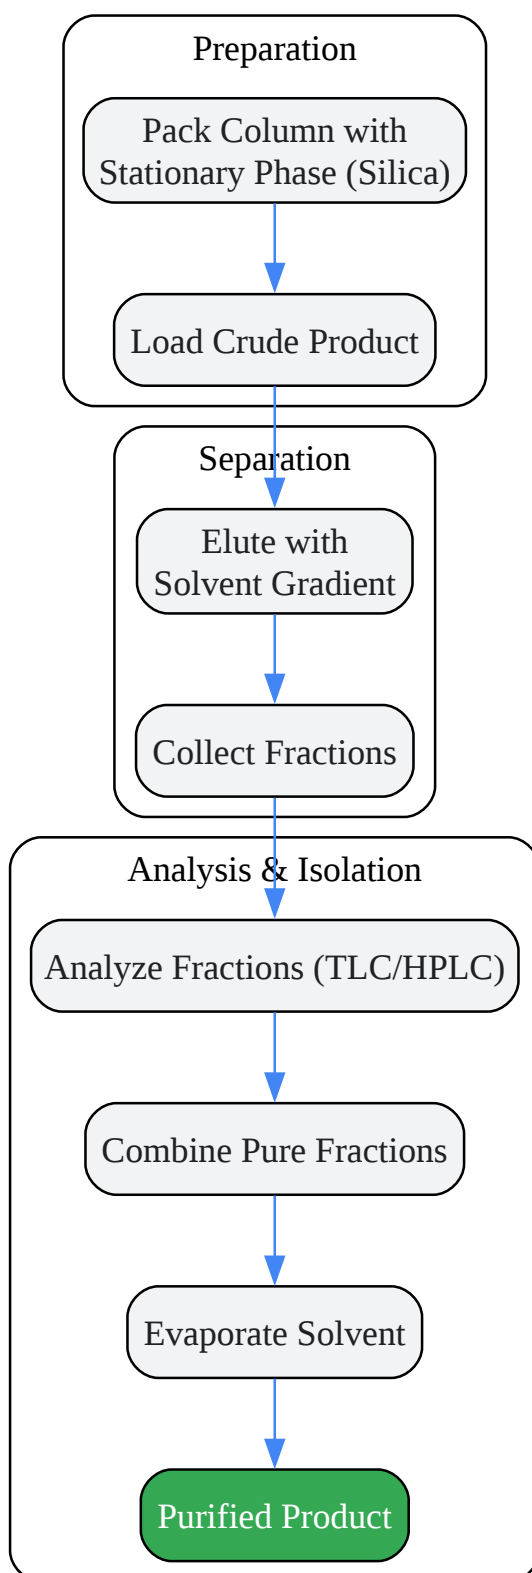 Preparation
Pack Column with
Stationary Phase (Silica)
Load Crude Product
Separation
Elute with
Solvent Gradient
Collect Fractions
Analysis & Isolation
Analyze Fractions (TLC/HPLC)
Combine Pure Fractions
Evaporate Solvent
Purified Product